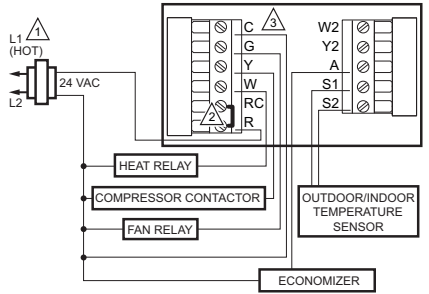 1
L1
(HOT)
L2
24 VAC
3
C
G
Y
W
RC
R
2
W2
Y2
A
S1
S2
HEAT RELAY
COMPRESSOR CONTACTOR
FAN RELAY
OUTDOOR/INDOOR
TEMPERATURE
SENSOR
ECONOMIZER